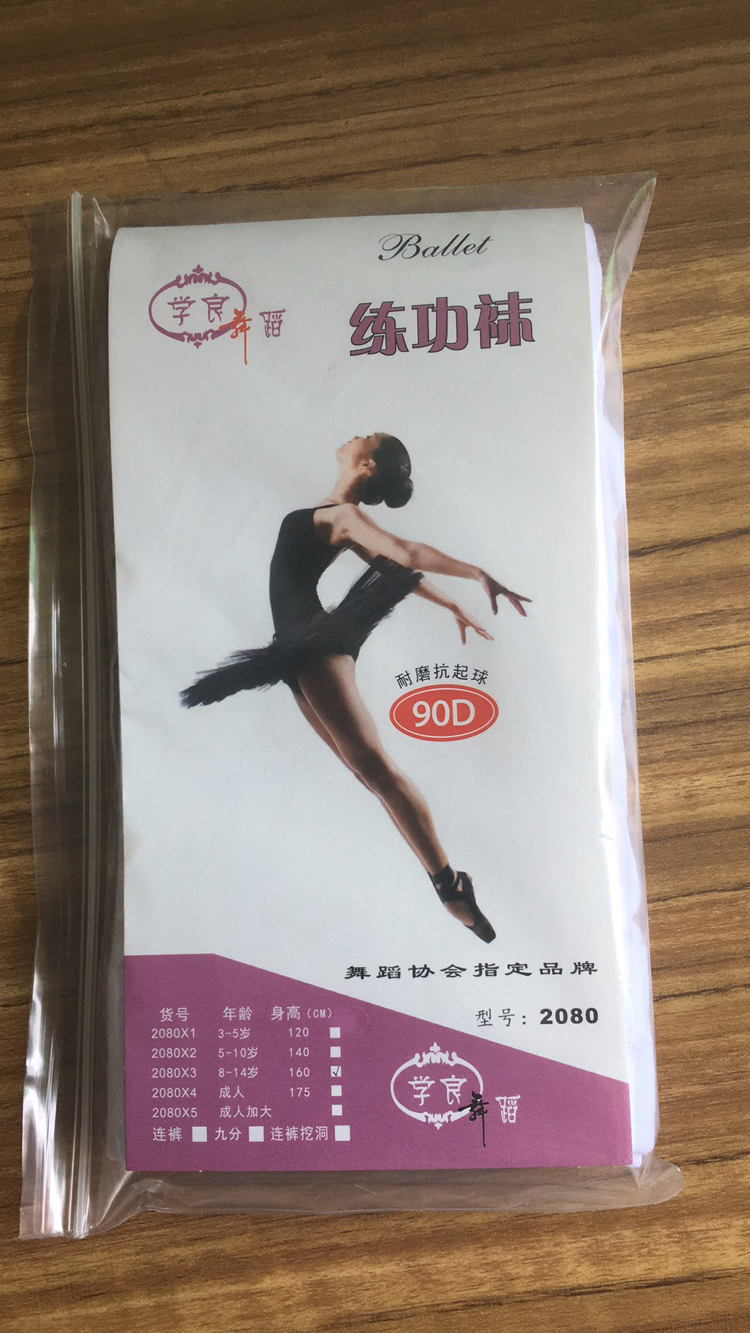 Ballet
学良舞蹈
练功袜
耐磨抗起球
90D
舞蹈协会指定品牌
型号：2080
货号 年龄 身高(CM)
2080X1 3-5岁 120
2080X2 5-10岁 140
2080X3 8-14岁 160 √
2080X4 成人 175
2080X5 成人加大
连裤 九分 连裤挖洞
学良舞蹈